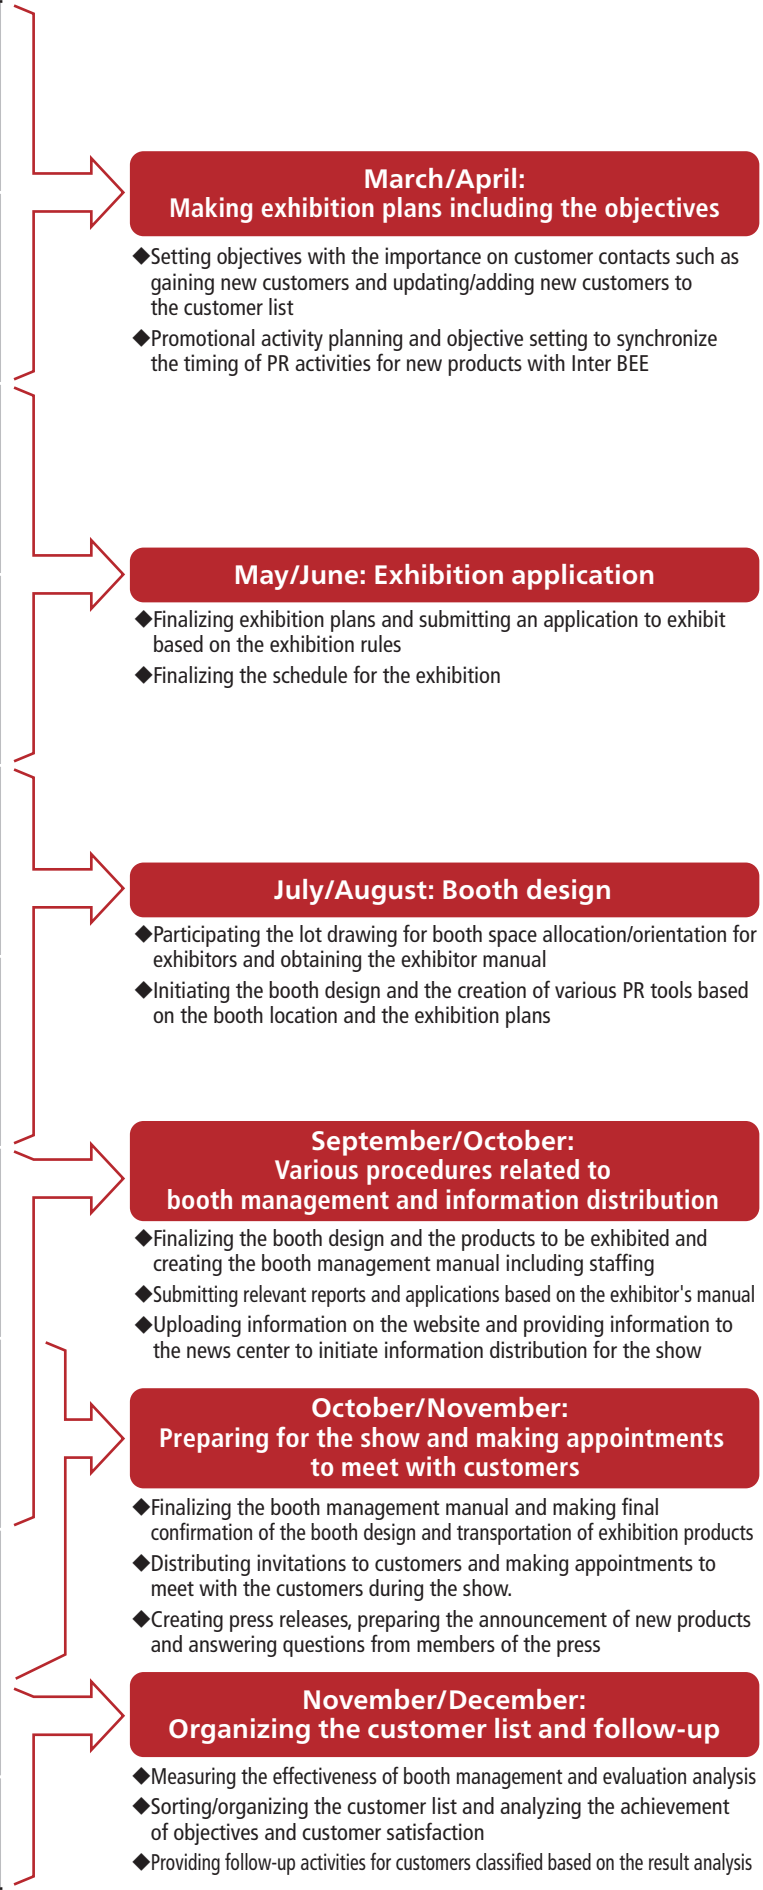 March/April:
Making exhibition plans including the objectives
◆Setting objectives with the importance on customer contacts such as
gaining new customers and updating/adding new customers to
the customer list
◆Promotional activity planning and objective setting to synchronize
the timing of PR activities for new products with Inter BEE
May/June: Exhibition application
◆Finalizing exhibition plans and submitting an application to exhibit
based on the exhibition rules
◆Finalizing the schedule for the exhibition
July/August: Booth design
◆Participating the lot drawing for booth space allocation/orientation for
exhibitors and obtaining the exhibitor manual
◆Initiating the booth design and the creation of various PR tools based
on the booth location and the exhibition plans
September/October:
Various procedures related to
booth management and information distribution
◆Finalizing the booth design and the products to be exhibited and
creating the booth management manual including staffing
◆Submitting relevant reports and applications based on the exhibitor's manual
◆Uploading information on the website and providing information to
the news center to initiate information distribution for the show
October/November:
Preparing for the show and making appointments
to meet with customers
◆Finalizing the booth management manual and making final
confirmation of the booth design and transportation of exhibition products
◆Distributing invitations to customers and making appointments to
meet with the customers during the show.
◆Creating press releases, preparing the announcement of new products
and answering questions from members of the press
November/December:
Organizing the customer list and follow-up
◆Measuring the effectiveness of booth management and evaluation analysis
◆Sorting/organizing the customer list and analyzing the achievement
of objectives and customer satisfaction
◆Providing follow-up activities for customers classified based on the result analysis